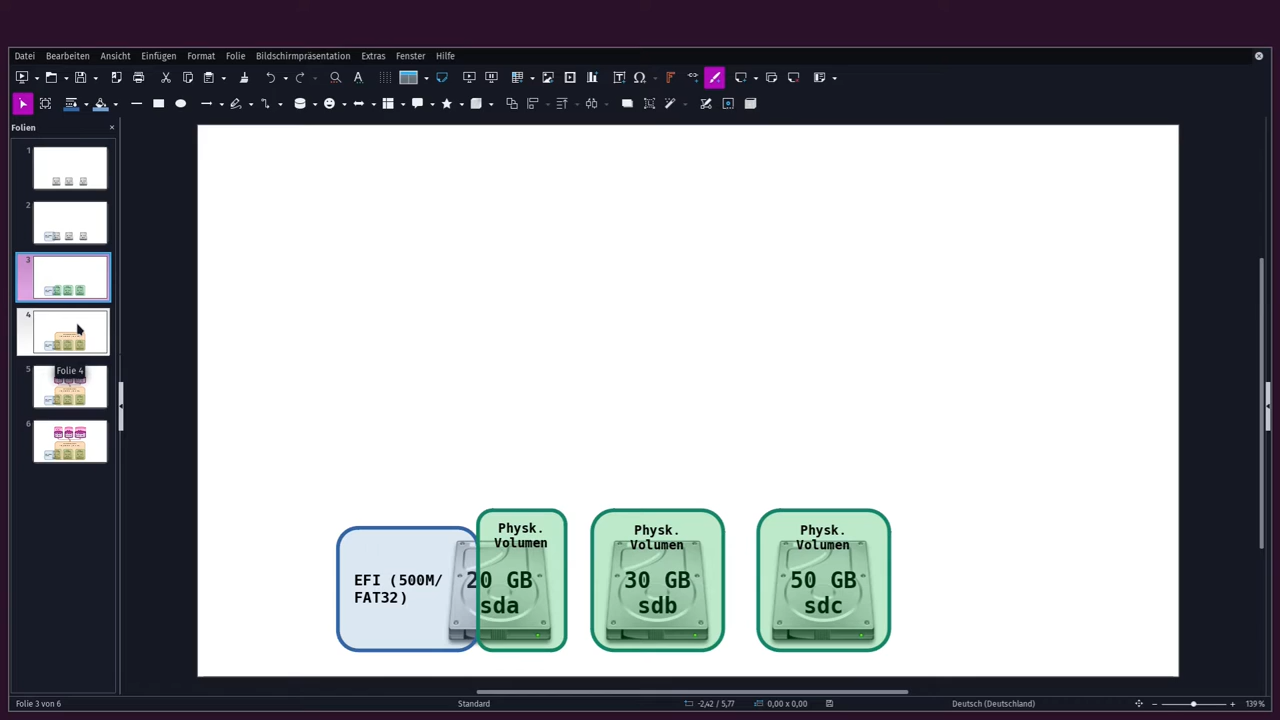 Datei Bearbeiten Ansicht Einfügen Format Folie Bildschirmpräsentation Extras Fenster Hilfe
Folien
1
2
3
4
Folie 4
5
6
Physk.
Volumen
Physk.
Volumen
Physk.
Volumen
EFI (500M/
FAT32)
20 GB
sda
30 GB
sdb
50 GB
sdc
Folie 3 von 6 Standard -2,42 / 5,77 0,00 x 0,00 Deutsch (Deutschland) 139 %